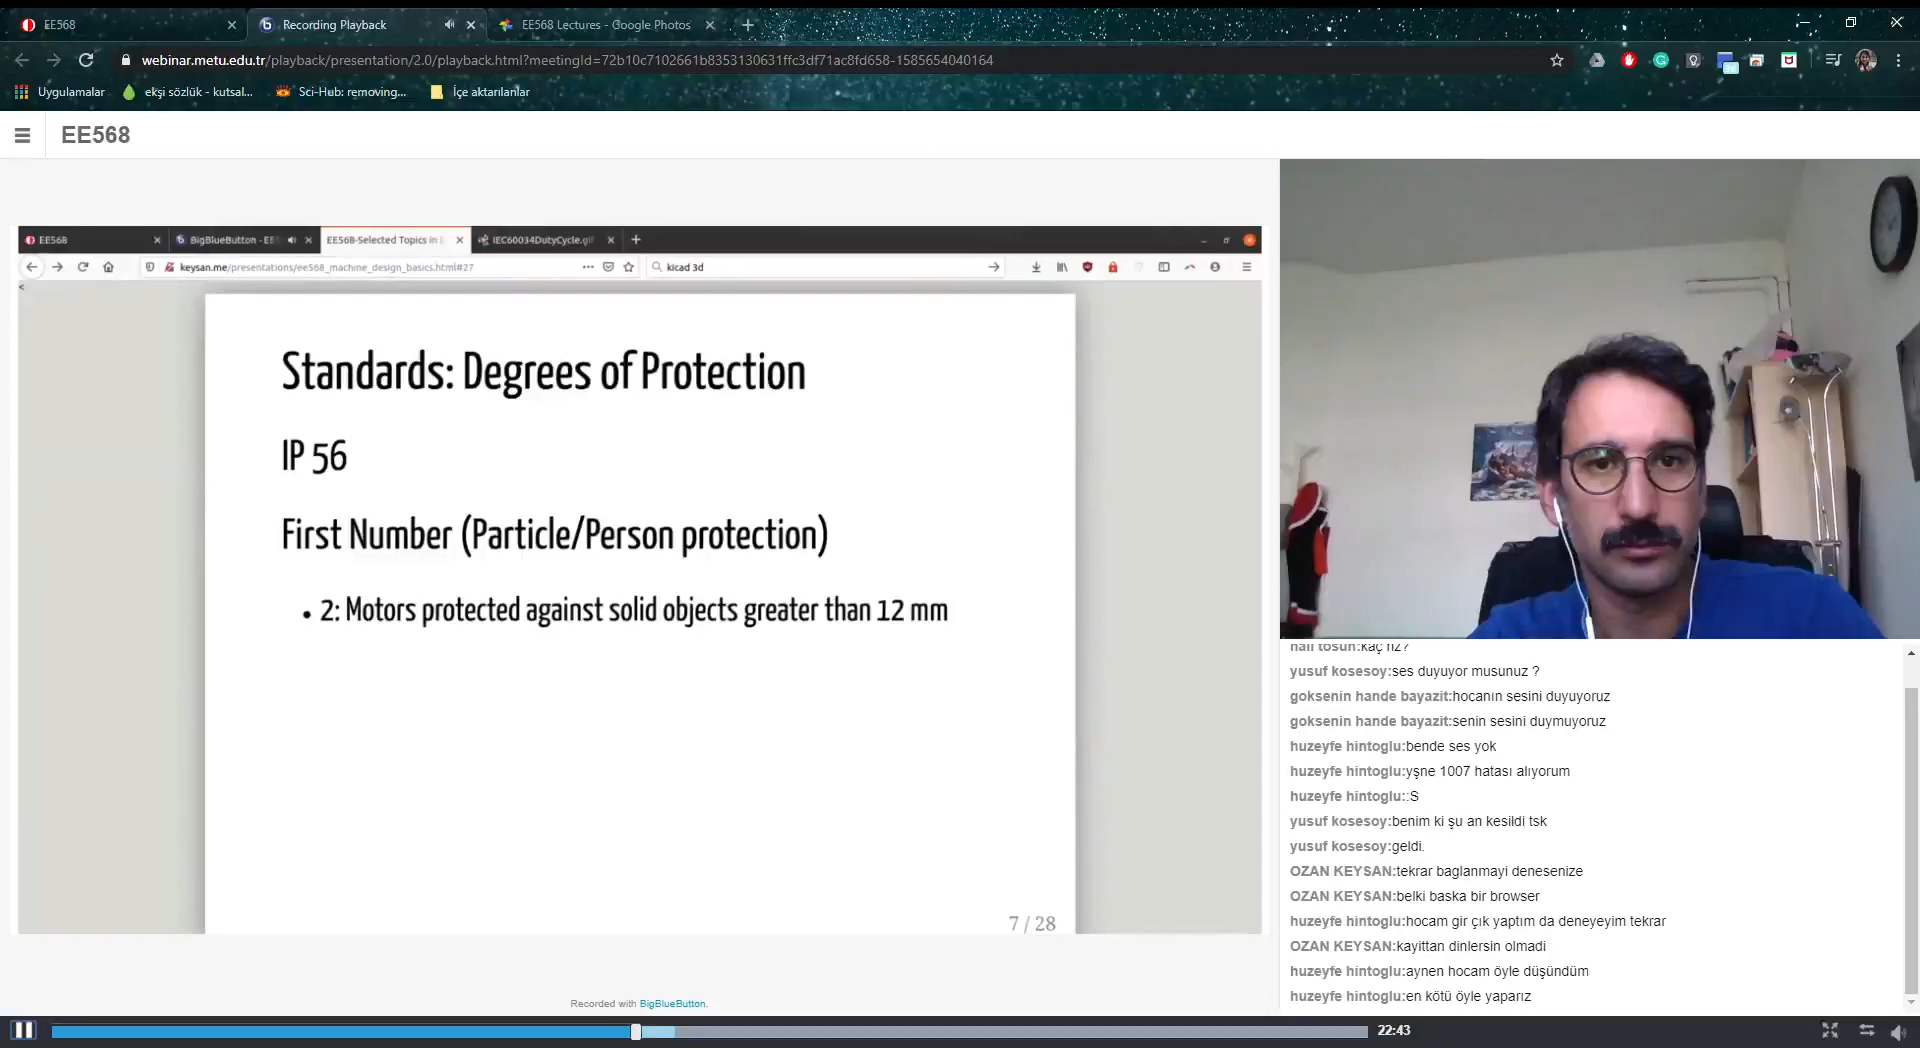 EE568
Recording Playback
EE568 Lectures - Google Photos
webinar.metu.edu.tr/playback/presentation/2.0/playback.html?meetingId=72b10c7102661b8353130631ffc3df71ac8fd658-1585654040164
Uygulamalar
ekşi sözlük - kutsal...
Sci-Hub: removing...
İçe aktarılanlar
EE568
EE568
BigBlueButton - EE5
EE568-Selected Topics in E
IEC60034DutyCycle.gif
keysan.me/presentations/ee568_machine_design_basics.html#27
kicad 3d
<
Standards: Degrees of Protection
IP 56
First Number (Particle/Person protection)
• 2: Motors protected against solid objects greater than 12 mm
7 / 28
Recorded with BigBlueButton.
halil tosun:kaç hz?
yusuf kosesoy:ses duyuyor musunuz ?
goksenin hande bayazit:hocanın sesini duyuyoruz
goksenin hande bayazit:senin sesini duymuyoruz
huzeyfe hintoglu:bende ses yok
huzeyfe hintoglu:yşne 1007 hatası alıyorum
huzeyfe hintoglu::S
yusuf kosesoy:benim ki şu an kesildi tsk
yusuf kosesoy:geldi.
OZAN KEYSAN:tekrar baglanmayi denesenize
OZAN KEYSAN:belki baska bir browser
huzeyfe hintoglu:hocam gir çık yaptım da deneyeyim tekrar
OZAN KEYSAN:kayittan dinlersin olmadi
huzeyfe hintoglu:aynen hocam öyle düşündüm
huzeyfe hintoglu:en kötü öyle yaparız
22:43